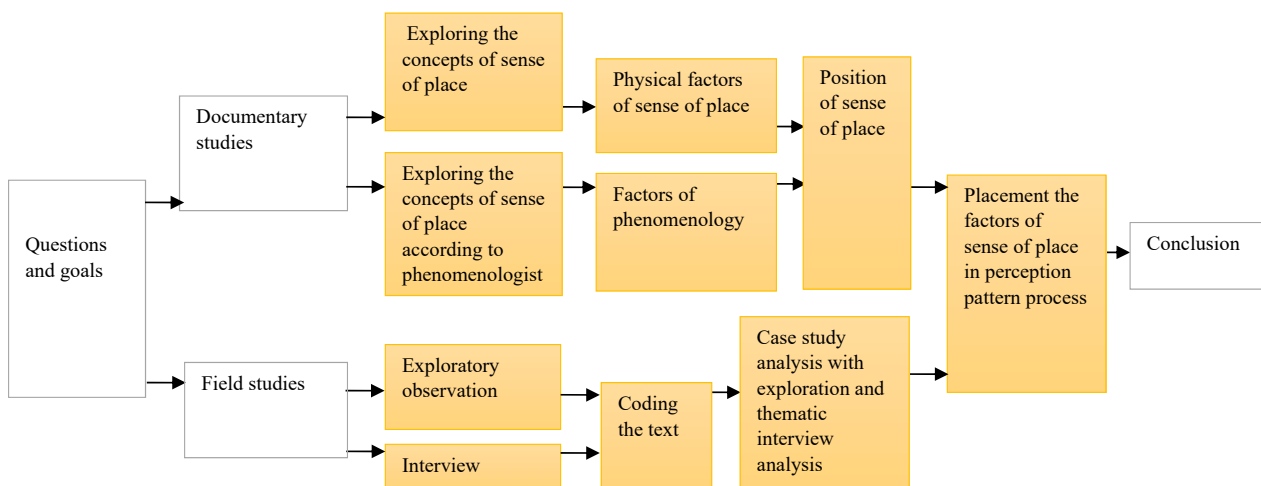 Questions
and goals
Documentary
studies
Exploring the
concepts of sense
of place
Physical factors
of sense of place
Position
of sense
of place
Exploring the
concepts of sense
of place
according to
phenomenologist
Factors of
phenomenology
Field studies
Exploratory
observation
Interview
Coding
the text
Case study
analysis with
exploration and
thematic
interview
analysis
Placement the
factors of
sense of place
in perception
pattern process
Conclusion